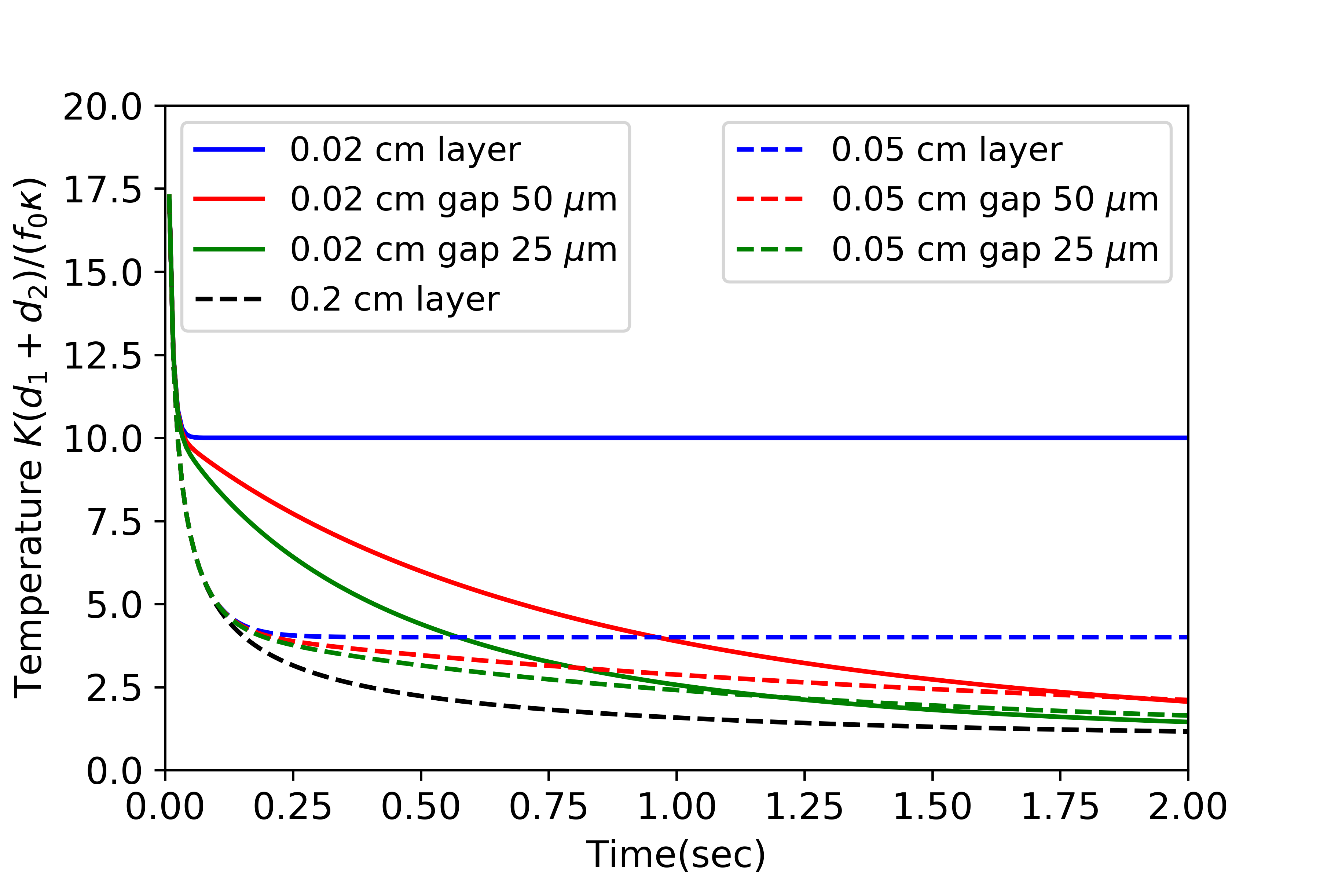 20.0
17.5
15.0
12.5
10.0
7.5
5.0
2.5
0.0
Temperature K(d₁ + d₂)/(f₀κ)
0.02 cm layer
0.02 cm gap 50 μm
0.02 cm gap 25 μm
0.2 cm layer
0.05 cm layer
0.05 cm gap 50 μm
0.05 cm gap 25 μm
0.00 0.25 0.50 0.75 1.00 1.25 1.50 1.75 2.00
Time(sec)